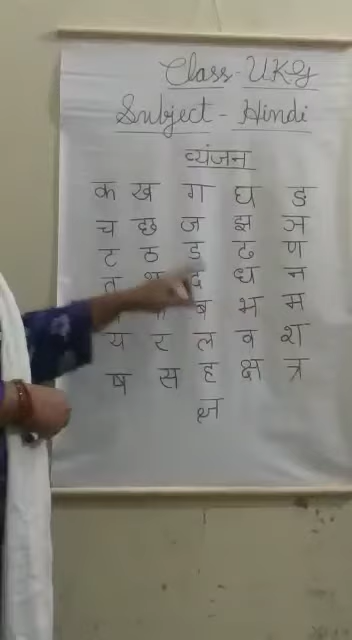 Class - UKG
Subject - Hindi
व्यंजन
क ख ग घ ङ
च छ ज झ ञ
ट ठ ड ढ ण
त थ द ध न
ब भ म
य र ल व श
ष स ह क्ष त्र
ज्ञ